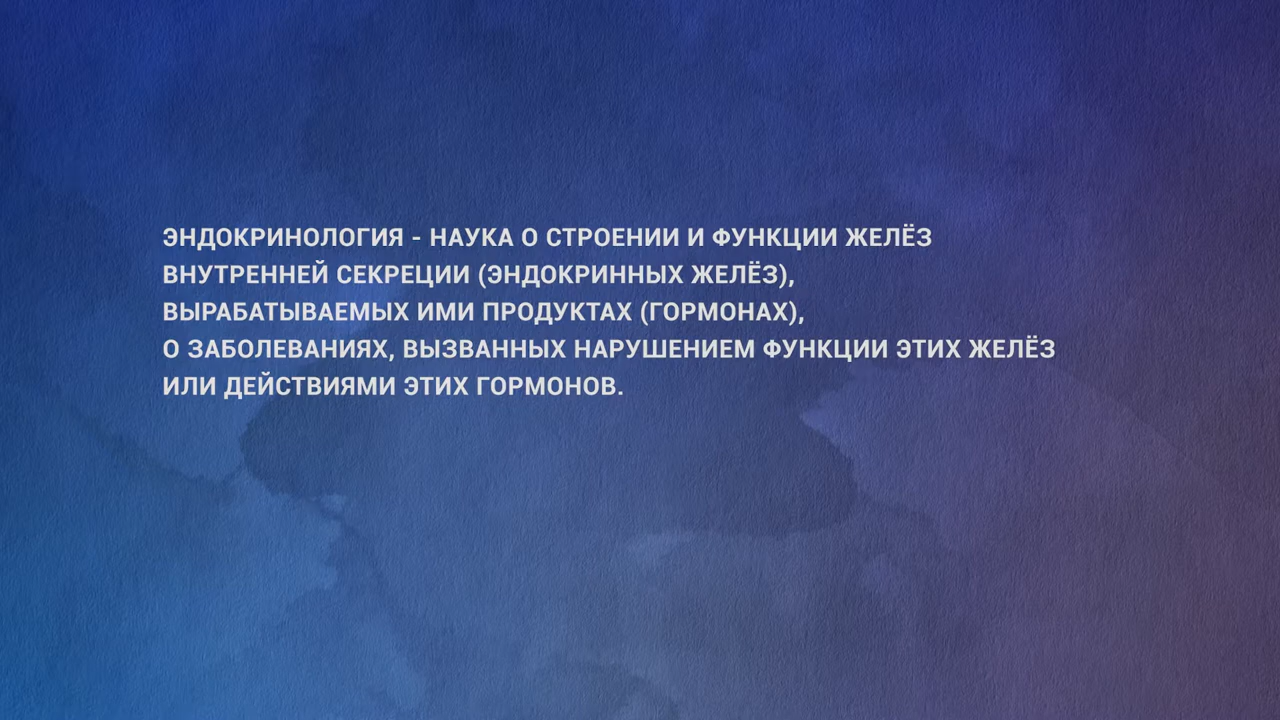 ЭНДОКРИНОЛОГИЯ - НАУКА О СТРОЕНИИ И ФУНКЦИИ ЖЕЛЁЗ
ВНУТРЕННЕЙ СЕКРЕЦИИ (ЭНДОКРИННЫХ ЖЕЛЁЗ),
ВЫРАБАТЫВАЕМЫХ ИМИ ПРОДУКТАХ (ГОРМОНАХ),
О ЗАБОЛЕВАНИЯХ, ВЫЗВАННЫХ НАРУШЕНИЕМ ФУНКЦИИ ЭТИХ ЖЕЛЁЗ
ИЛИ ДЕЙСТВИЯМИ ЭТИХ ГОРМОНОВ.